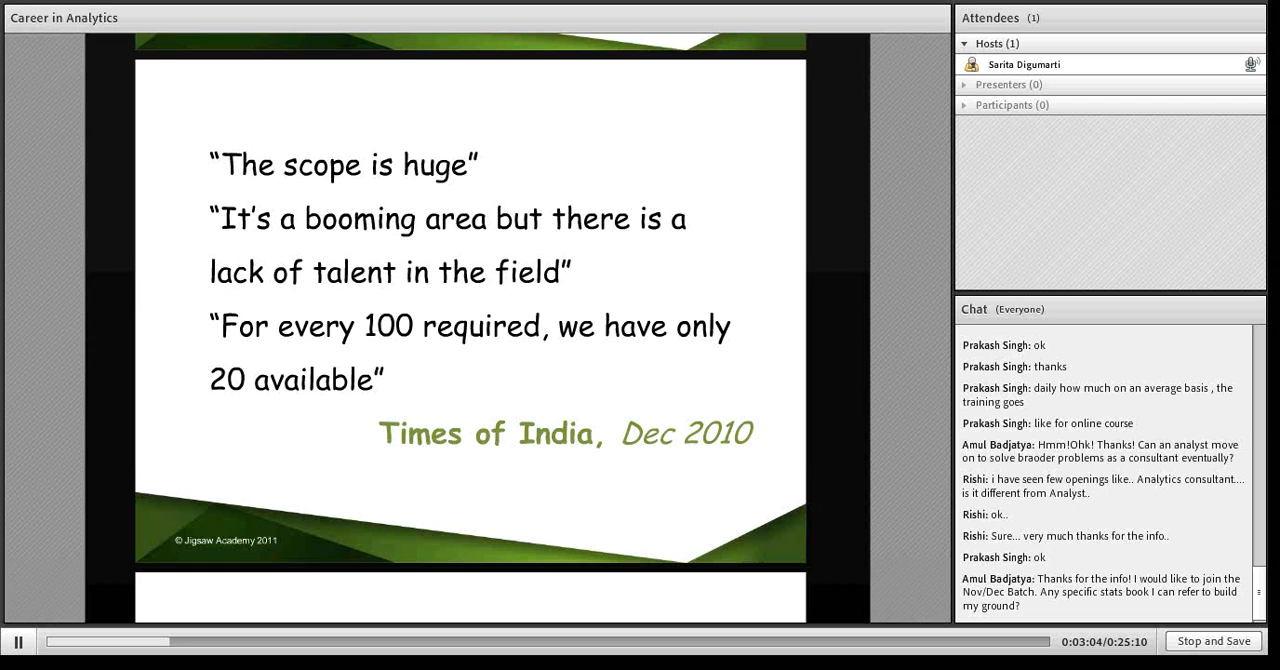 Career in Analytics
“The scope is huge”
“It’s a booming area but there is a
lack of talent in the field”
“For every 100 required, we have only
20 available”
Times of India, Dec 2010
© Jigsaw Academy 2011
Attendees (1)
Hosts (1)
Sarita Digumarti
Presenters (0)
Participants (0)
Chat (Everyone)
Prakash Singh: ok
Prakash Singh: thanks
Prakash Singh: daily how much on an average basis , the
training goes
Prakash Singh: like for online course
Amul Badjatya: Hmm!Ohk! Thanks! Can an analyst move
on to solve braoder problems as a consultant eventually?
Rishi: i have seen few openings like.. Analytics consultant....
is it different from Analyst..
Rishi: ok..
Rishi: Sure... very much thanks for the info..
Prakash Singh: ok
Amul Badjatya: Thanks for the info! I would like to join the
Nov/Dec Batch. Any specific stats book I can refer to build
my ground?
0:03:04/0:25:10
Stop and Save